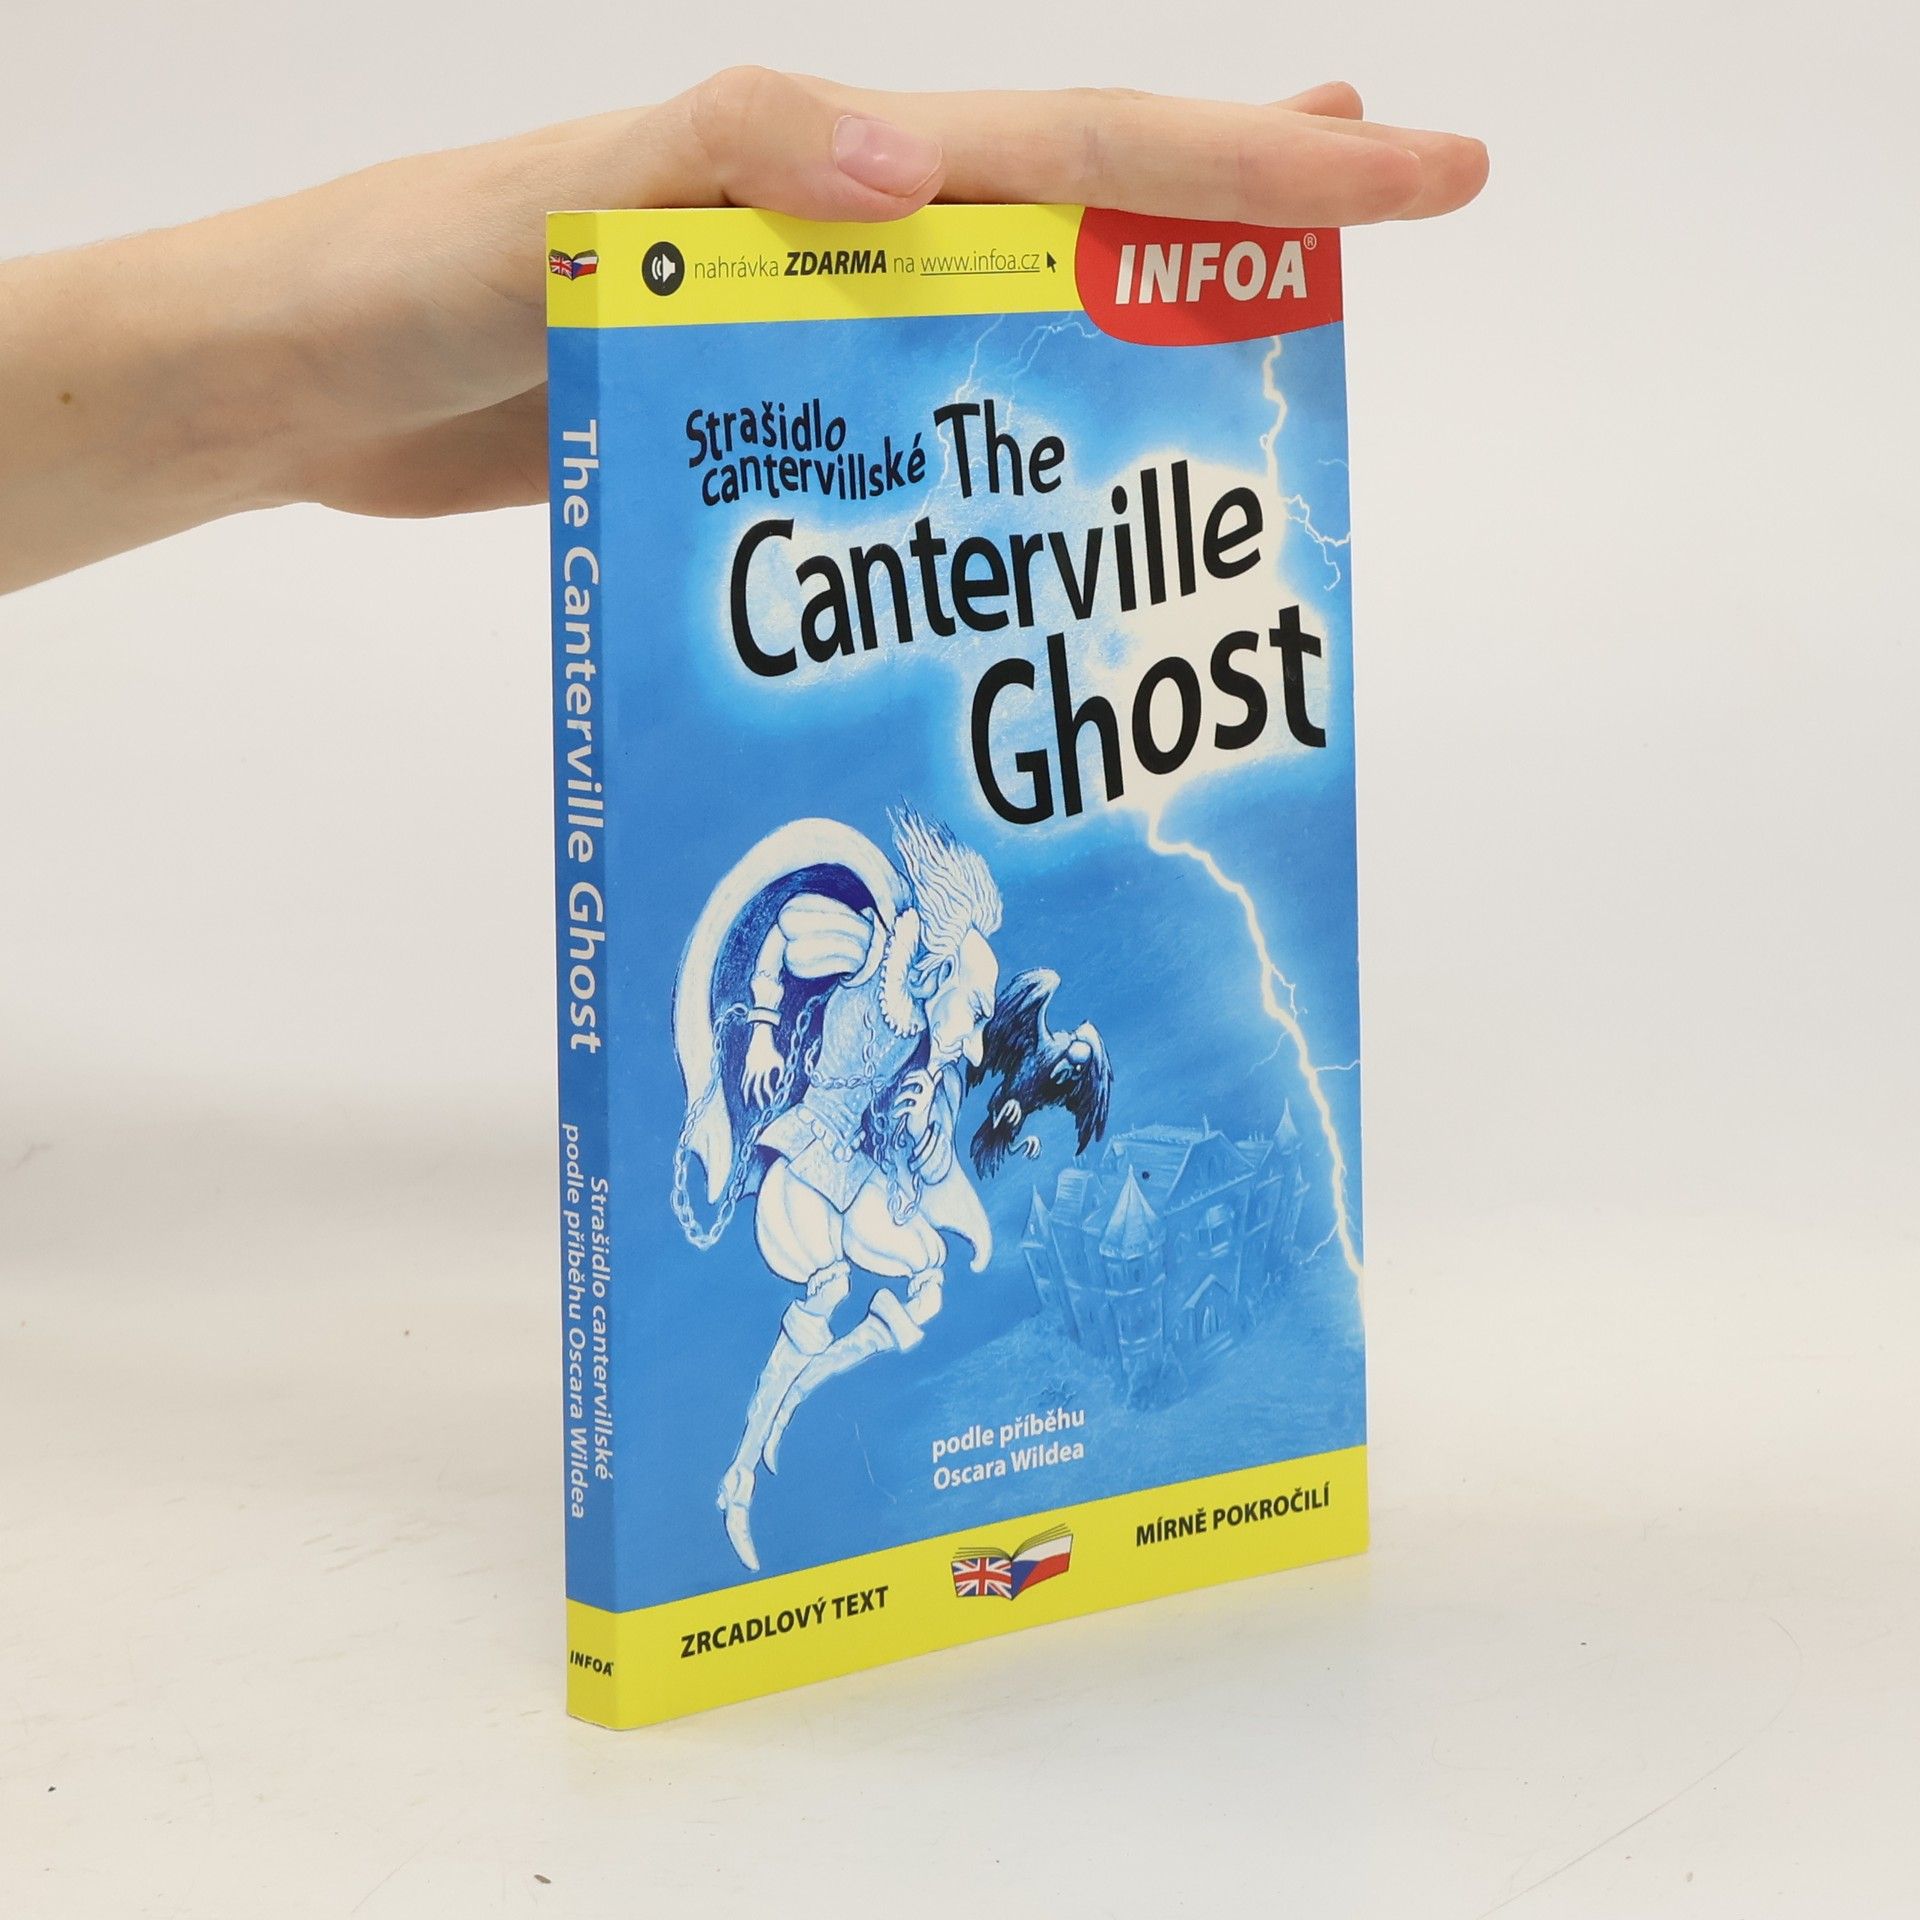 nahrávka ZDARMA na www.infoa.cz
INFOA®
Strašidlo
cantervillské
The
Canterville
Ghost
podle příběhu
Oscara Wildea
ZRCADLOVÝ TEXT
MÍRNĚ POKROČILÍ
The Canterville Ghost
Strašidlo cantervillské
podle příběhu Oscara Wildea
INFOA®